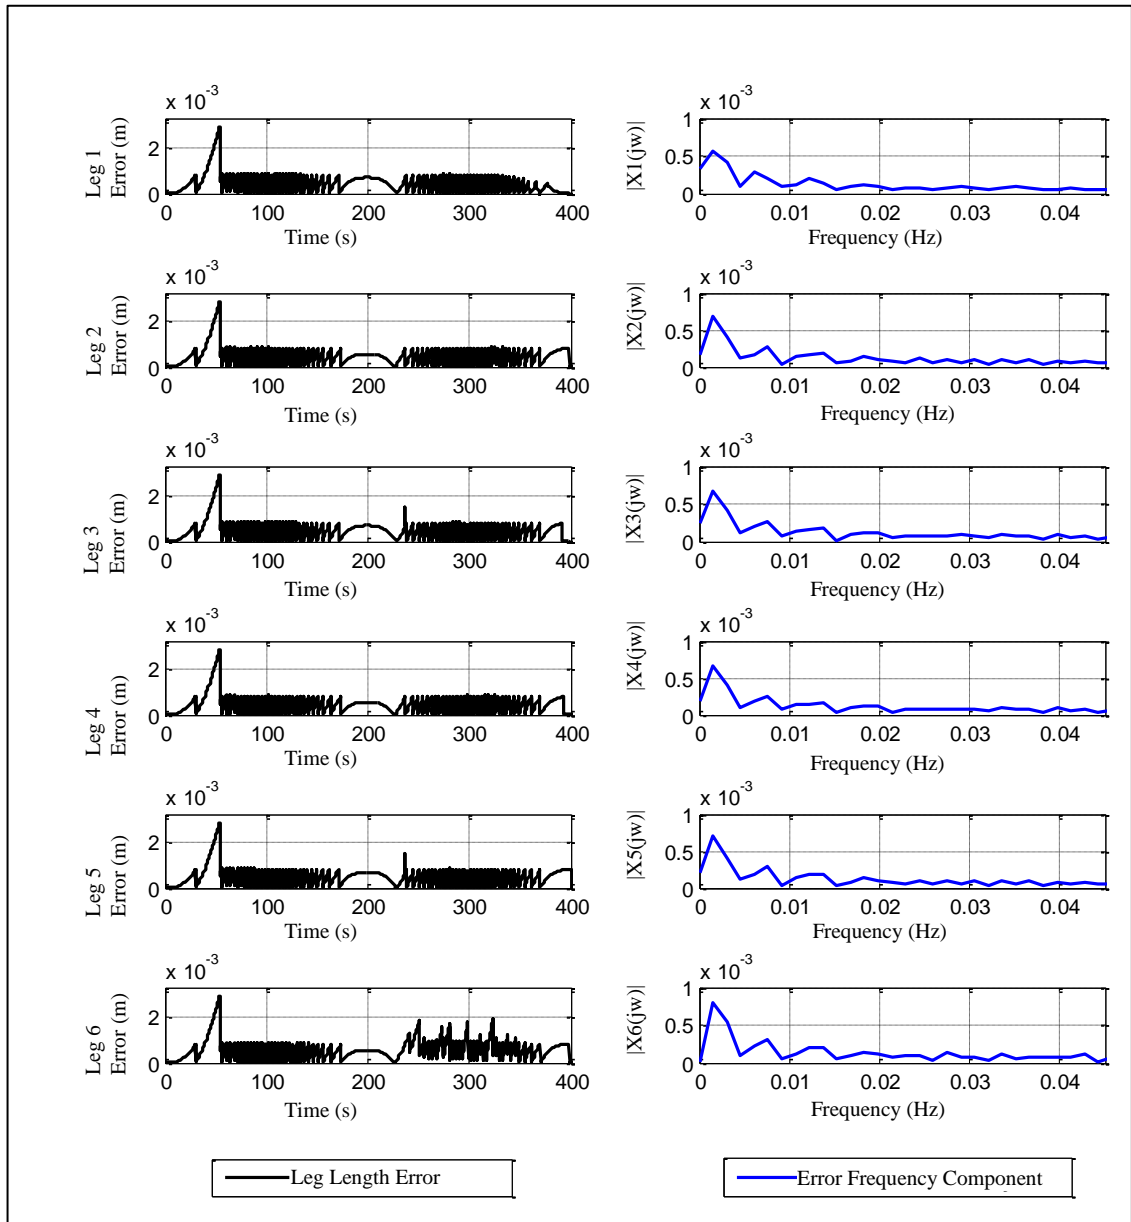 x 10-3
Leg 1
Error (m)
2
0
0 100 200 300 400
Time (s)
x 10-3
|X1(jw)|
1
0.5
0
0 0.01 0.02 0.03 0.04
Frequency (Hz)
x 10-3
Leg 2
Error (m)
2
0
0 100 200 300 400
Time (s)
x 10-3
|X2(jw)|
1
0.5
0
0 0.01 0.02 0.03 0.04
Frequency (Hz)
x 10-3
Leg 3
Error (m)
2
0
0 100 200 300 400
Time (s)
x 10-3
|X3(jw)|
1
0.5
0
0 0.01 0.02 0.03 0.04
Frequency (Hz)
x 10-3
Leg 4
Error (m)
2
0
0 100 200 300 400
Time (s)
x 10-3
|X4(jw)|
1
0.5
0
0 0.01 0.02 0.03 0.04
Frequency (Hz)
x 10-3
Leg 5
Error (m)
2
0
0 100 200 300 400
Time (s)
x 10-3
|X5(jw)|
1
0.5
0
0 0.01 0.02 0.03 0.04
Frequency (Hz)
x 10-3
Leg 6
Error (m)
2
0
0 100 200 300 400
Time (s)
x 10-3
|X6(jw)|
1
0.5
0
0 0.01 0.02 0.03 0.04
Frequency (Hz)
Leg Length Error
Error Frequency Component